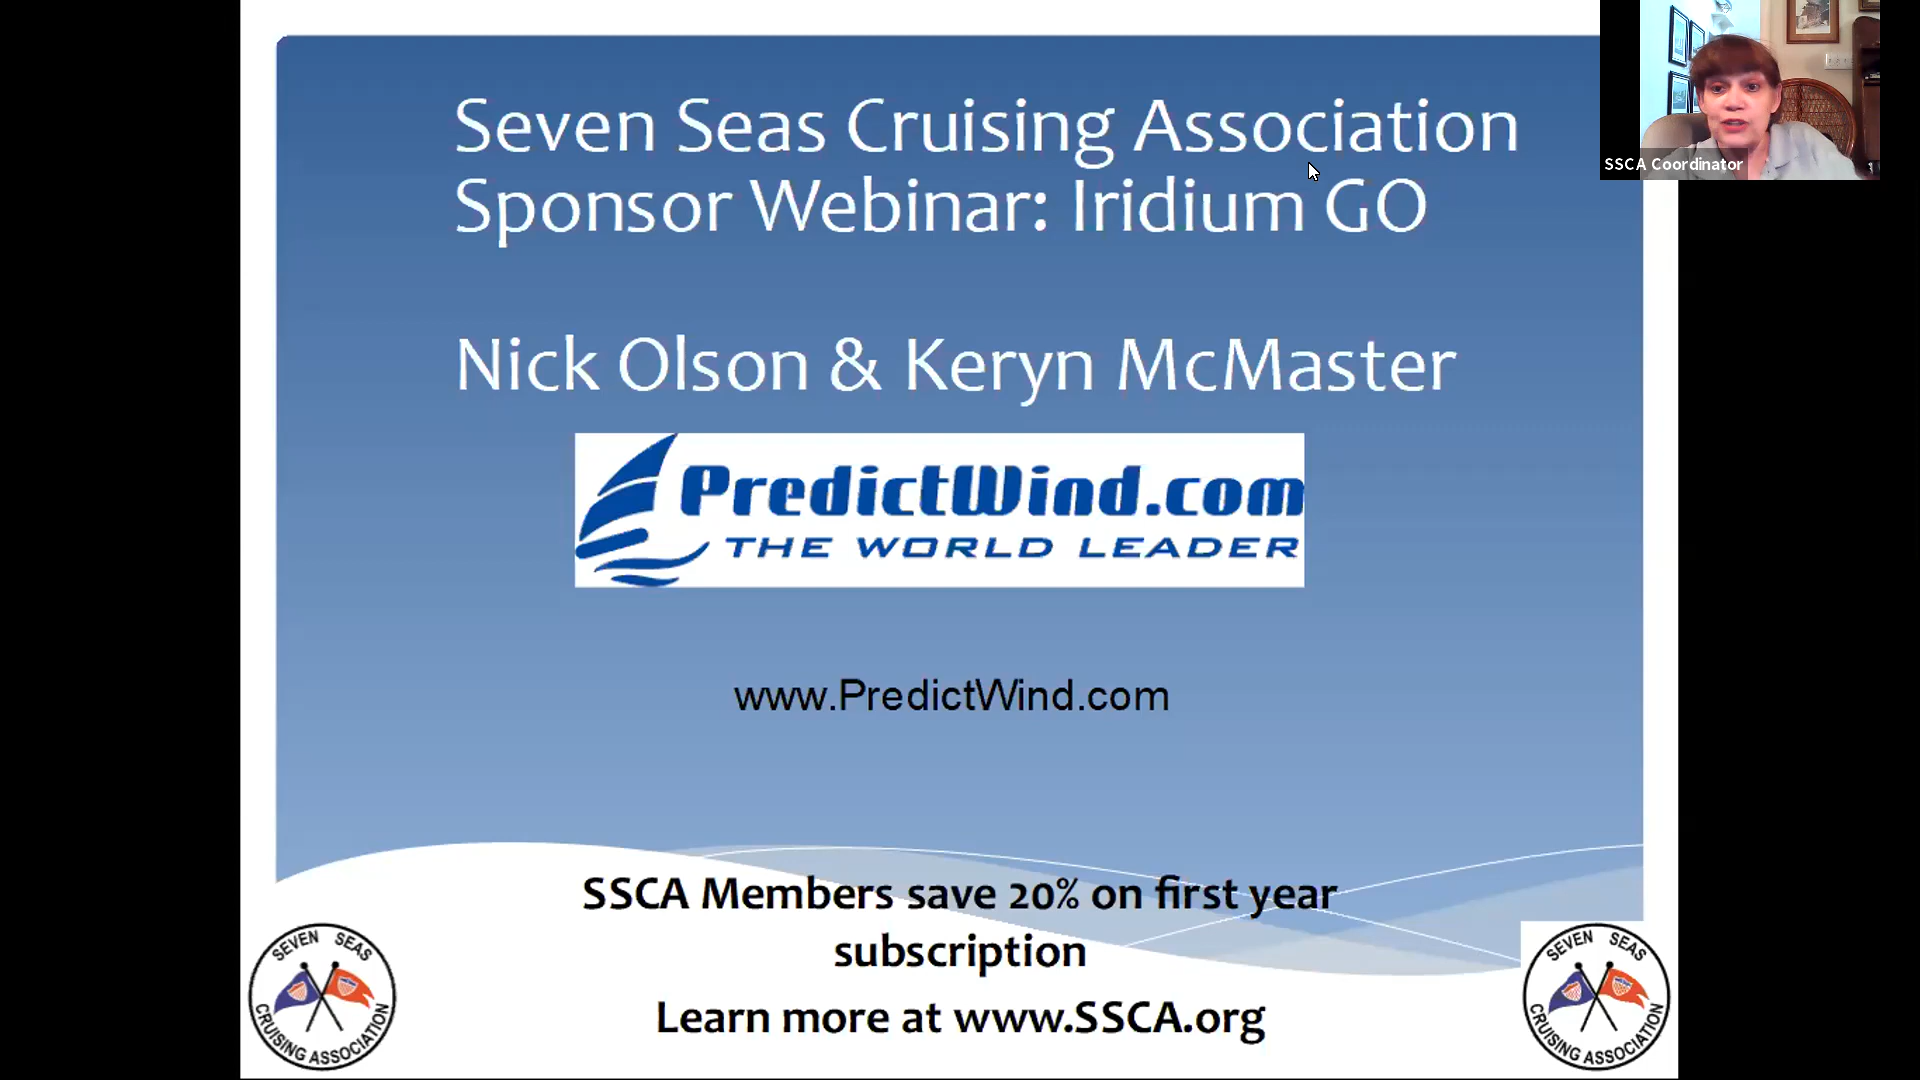 Seven Seas Cruising Association
Sponsor Webinar: Iridium GO
Nick Olson & Keryn McMaster
PredictWind.com
THE WORLD LEADER
www.PredictWind.com
SSCA Members save 20% on first year
subscription
Learn more at www.SSCA.org
SEVEN SEAS
CRUISING ASSOCIATION
SEVEN SEAS
CRUISING ASSOCIATION
SSCA Coordinator